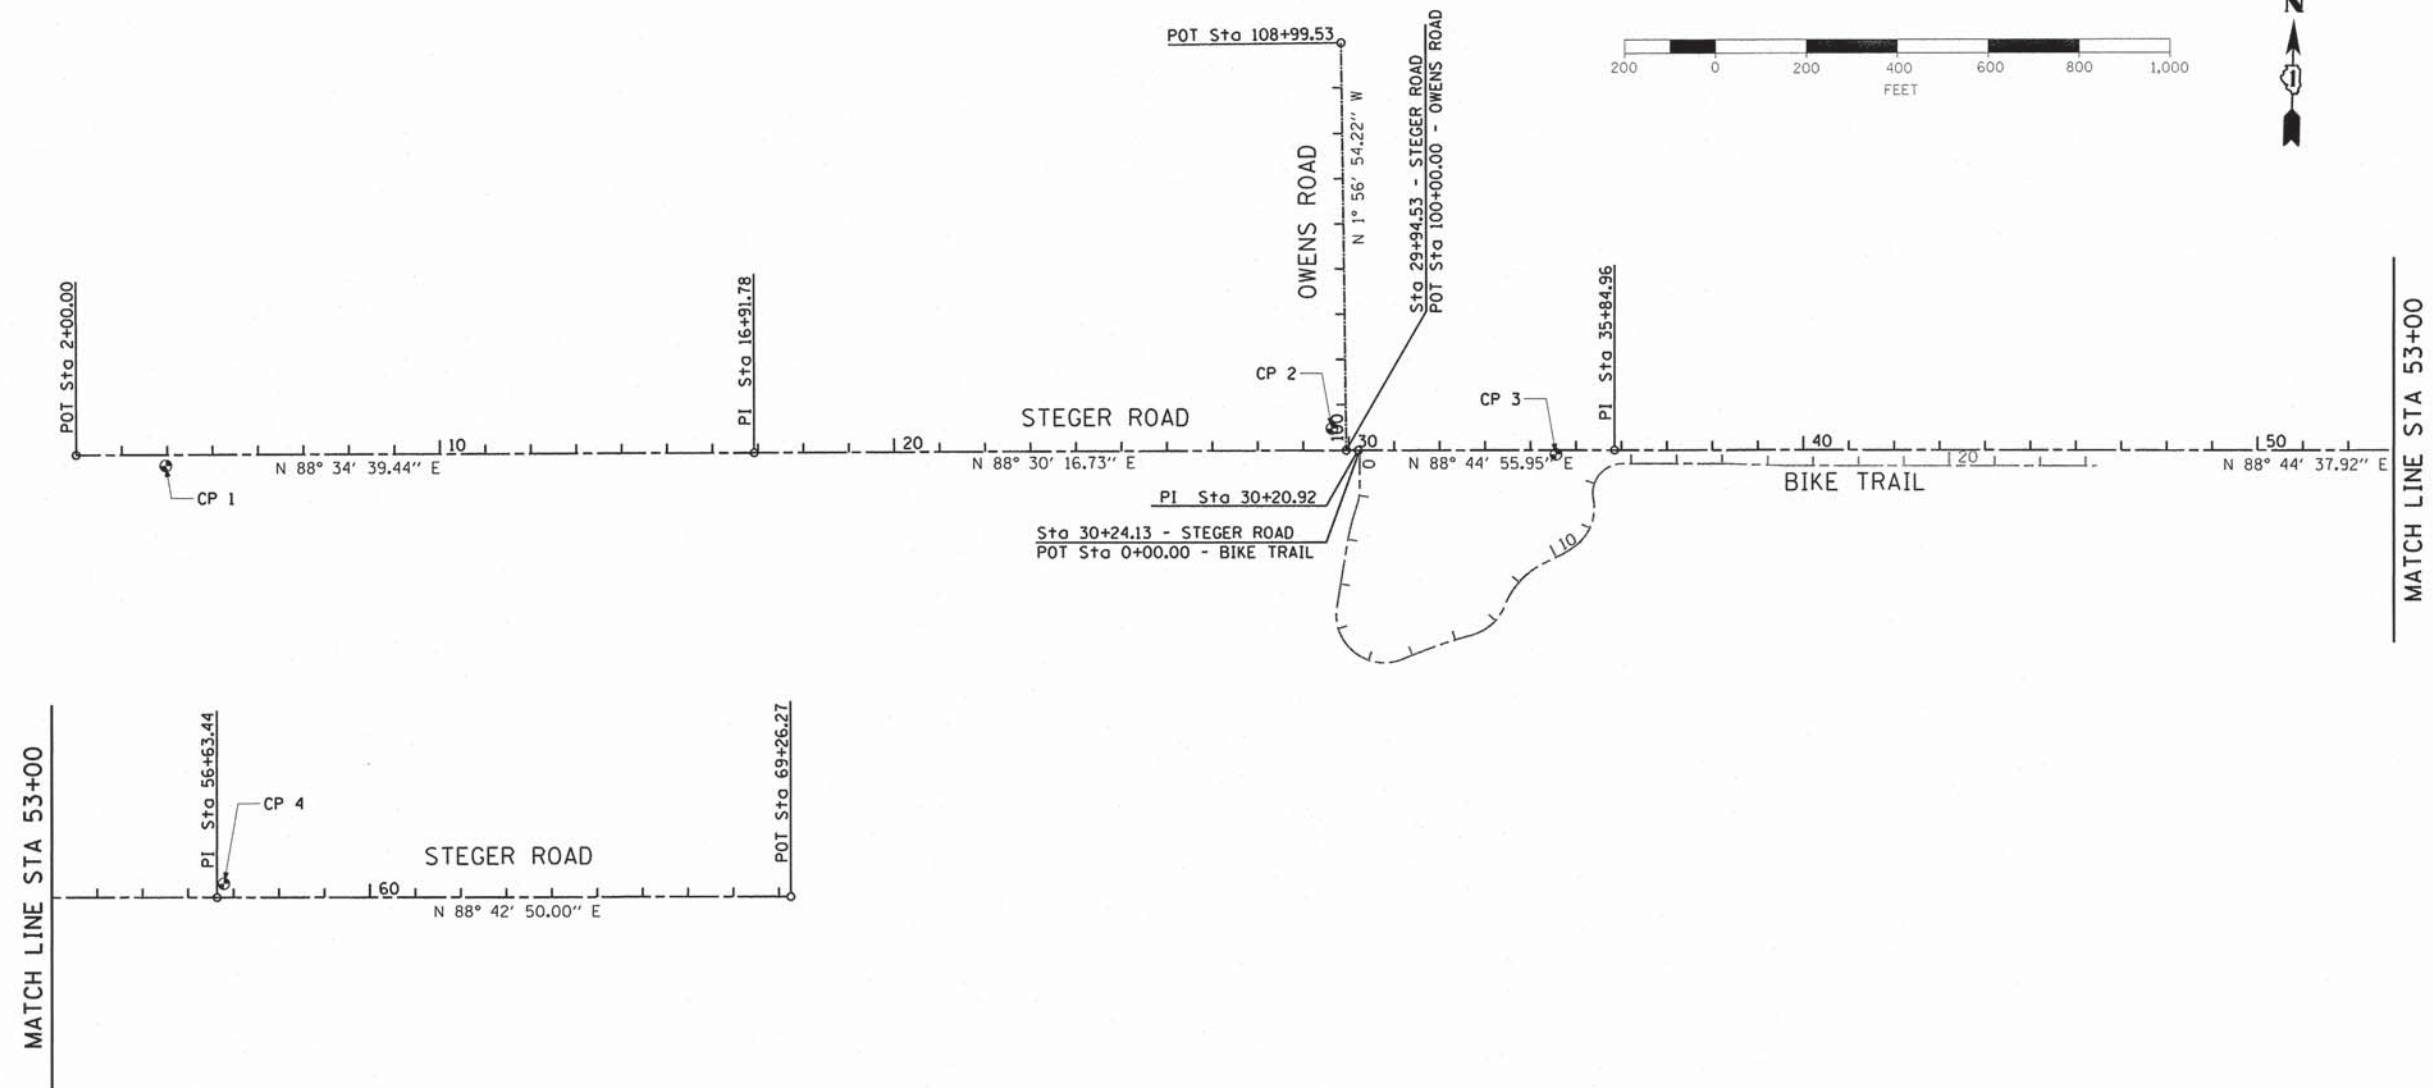 N
POT Sta 108+99.53
200 0 200 400 600 800 1,000
FEET
1
OWENS ROAD
N 1° 56' 54.22" W
Sta 29+94.53 - STEGER ROAD
POT Sta 100+00.00 - OWENS ROAD
POT Sta 2+00.00
PI Sta 16+91.78
PI Sta 35+84.96
MATCH LINE STA 53+00
CP 2
CP 3
STEGER ROAD
100
10
20
30
40
50
N 88° 34' 39.44" E
N 88° 30' 16.73" E
0
N 88° 44' 55.95" E
20
N 88° 44' 37.92" E
CP 1
BIKE TRAIL
PI Sta 30+20.92
Sta 30+24.13 - STEGER ROAD
POT Sta 0+00.00 - BIKE TRAIL
10
MATCH LINE STA 53+00
PI Sta 56+63.44
CP 4
POT Sta 69+26.27
STEGER ROAD
60
N 88° 42' 50.00" E